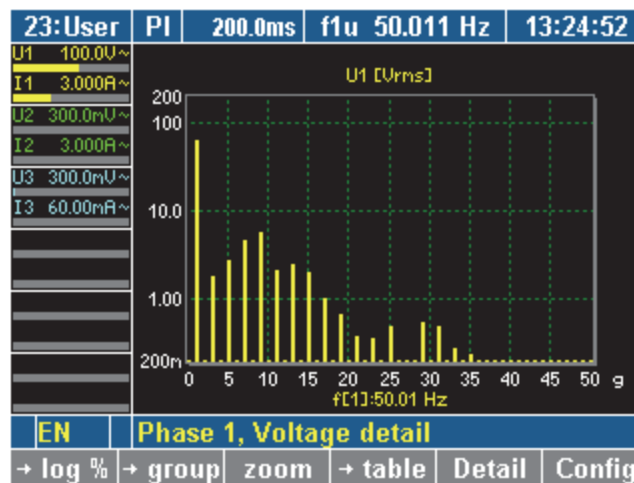 23:User PI 200.0ms f1u 50.011 Hz 13:24:52
U1 100.0V~
I1 3.000A~
U2 300.0mV~
I2 3.000A~
U3 300.0mV~
I3 60.00mA~
U1 [Vrms]
200
100
10.0
1.00
200m
0 5 10 15 20 25 30 35 40 45 50 g
f[1]:50.01 Hz
EN Phase 1, Voltage detail
→ log % → group zoom → table Detail Config